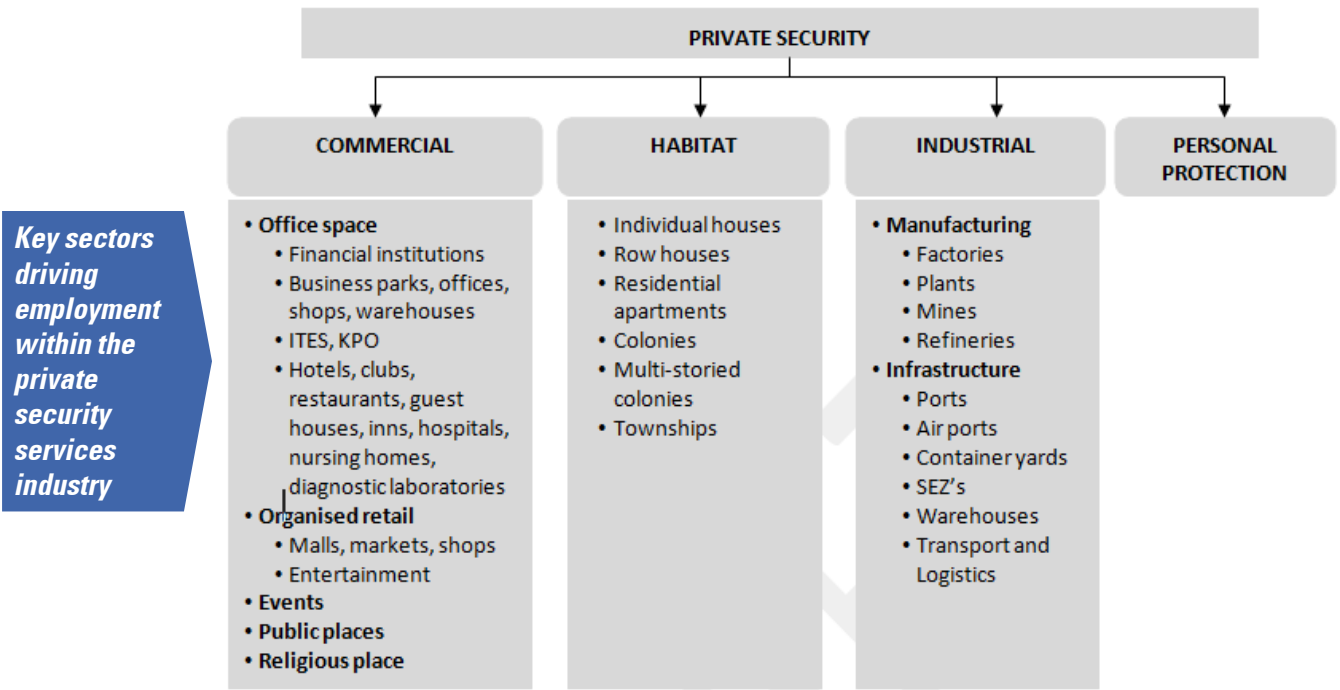 PRIVATE SECURITY
COMMERCIAL
HABITAT
INDUSTRIAL
PERSONAL
PROTECTION
Key sectors
driving
employment
within the
private
security
services
industry
• Office space
• Financial institutions
• Business parks, offices,
shops, warehouses
• ITES, KPO
• Hotels, clubs,
restaurants, guest
houses, inns, hospitals,
nursing homes,
diagnostic laboratories
• Organised retail
• Malls, markets, shops
• Entertainment
• Events
• Public places
• Religious place
• Individual houses
• Row houses
• Residential
apartments
• Colonies
• Multi-storied
colonies
• Townships
• Manufacturing
• Factories
• Plants
• Mines
• Refineries
• Infrastructure
• Ports
• Air ports
• Container yards
• SEZ's
• Warehouses
• Transport and
Logistics